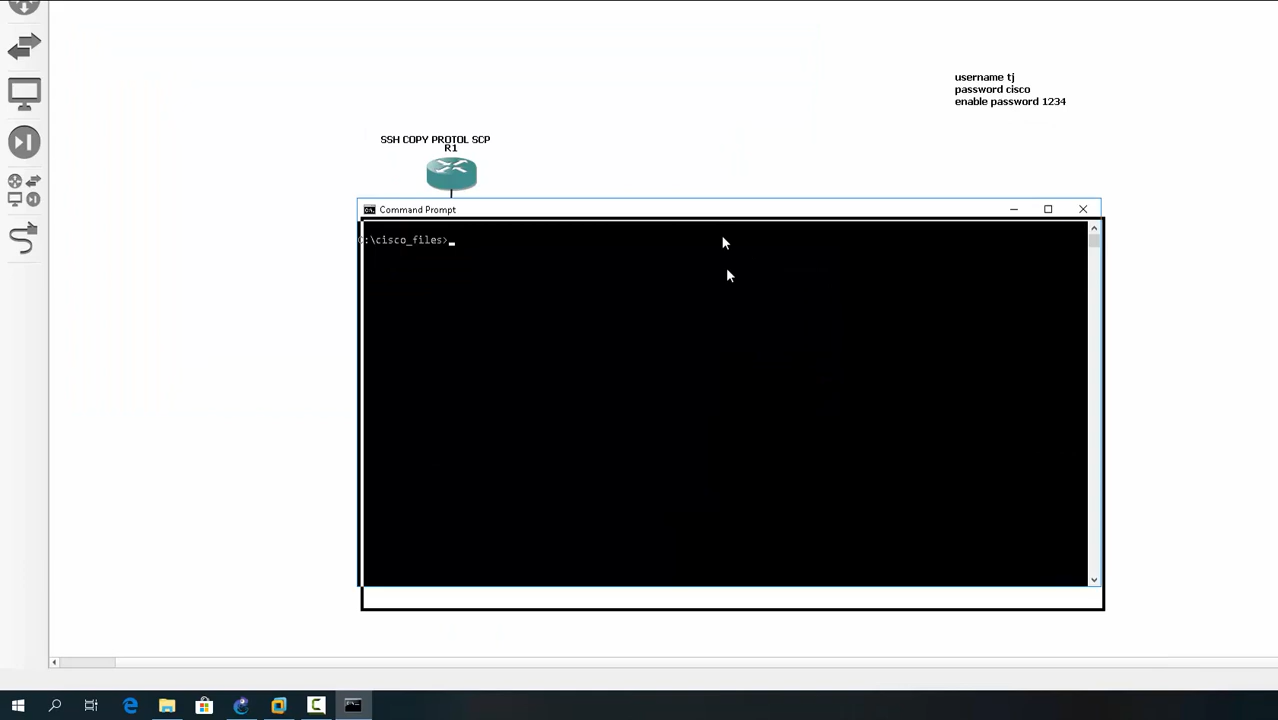 username tj
password cisco
enable password 1234
SSH COPY PROTOL SCP
R1
Command Prompt
C:\cisco_files>